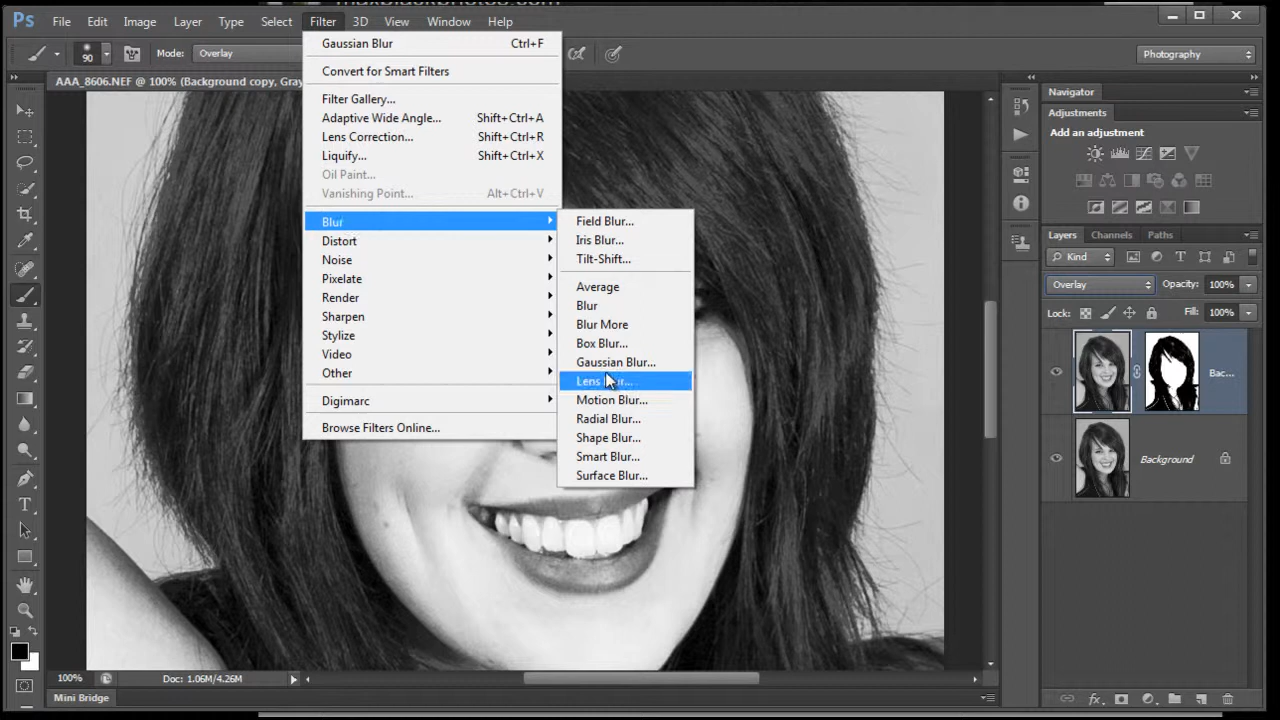 Ps File Edit Image Layer Type Select Filter 3D View Window Help
90 Mode: Overlay Photography
AAA_8606.NEF @ 100% (Background copy, Gray
Gaussian Blur Ctrl+F
Convert for Smart Filters
Filter Gallery...
Adaptive Wide Angle... Shift+Ctrl+A
Lens Correction... Shift+Ctrl+R
Liquify... Shift+Ctrl+X
Oil Paint...
Vanishing Point... Alt+Ctrl+V
Blur
Distort
Noise
Pixelate
Render
Sharpen
Stylize
Video
Other
Digimarc
Browse Filters Online...
Field Blur...
Iris Blur...
Tilt-Shift...
Average
Blur
Blur More
Box Blur...
Gaussian Blur...
Lens
Motion Blur...
Radial Blur...
Shape Blur...
Smart Blur...
Surface Blur...
Navigator
Adjustments
Add an adjustment
Layers Channels Paths
Kind
Overlay Opacity: 100%
Lock: Fill: 100%
Bac...
Background
100% Doc: 1.06M/4.26M
Mini Bridge